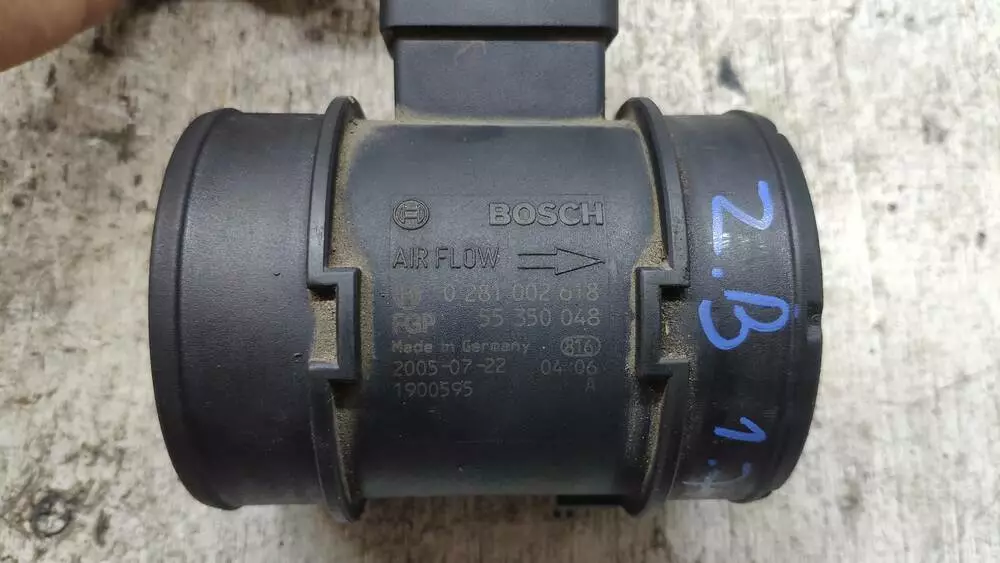 BOSCH
AIR FLOW
0 281 002 618
FGP 55 350 048
Made in Germany 816
2005-07-22 04 06
1900595 A
2.B